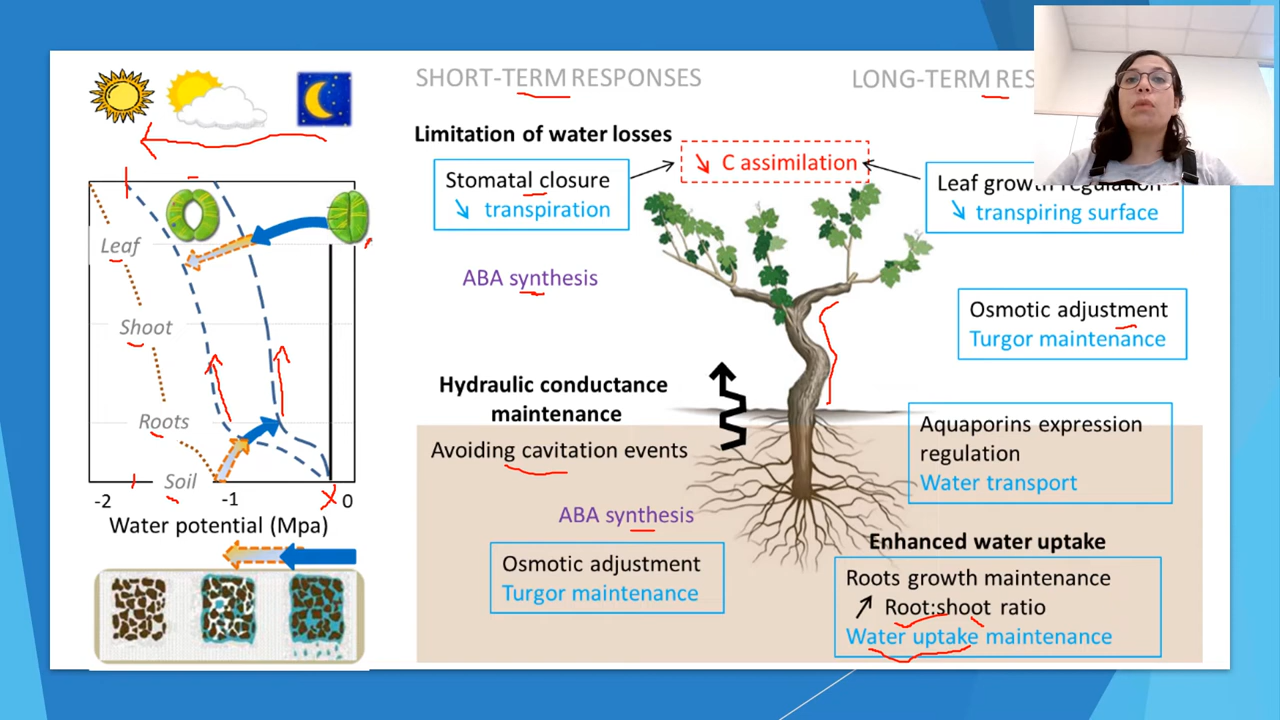 SHORT-TERM RESPONSES
LONG-TERM RES
Limitation of water losses
Stomatal closure
↘ transpiration
↘ C assimilation
Leaf growth regulation
↘ transpiring surface
ABA synthesis
Osmotic adjustment
Turgor maintenance
Hydraulic conductance
maintenance
Avoiding cavitation events
Aquaporins expression
regulation
Water transport
ABA synthesis
Osmotic adjustment
Turgor maintenance
Enhanced water uptake
Roots growth maintenance
↗ Root:shoot ratio
Water uptake maintenance
Leaf
Shoot
Roots
Soil
-2 -1 0
Water potential (Mpa)